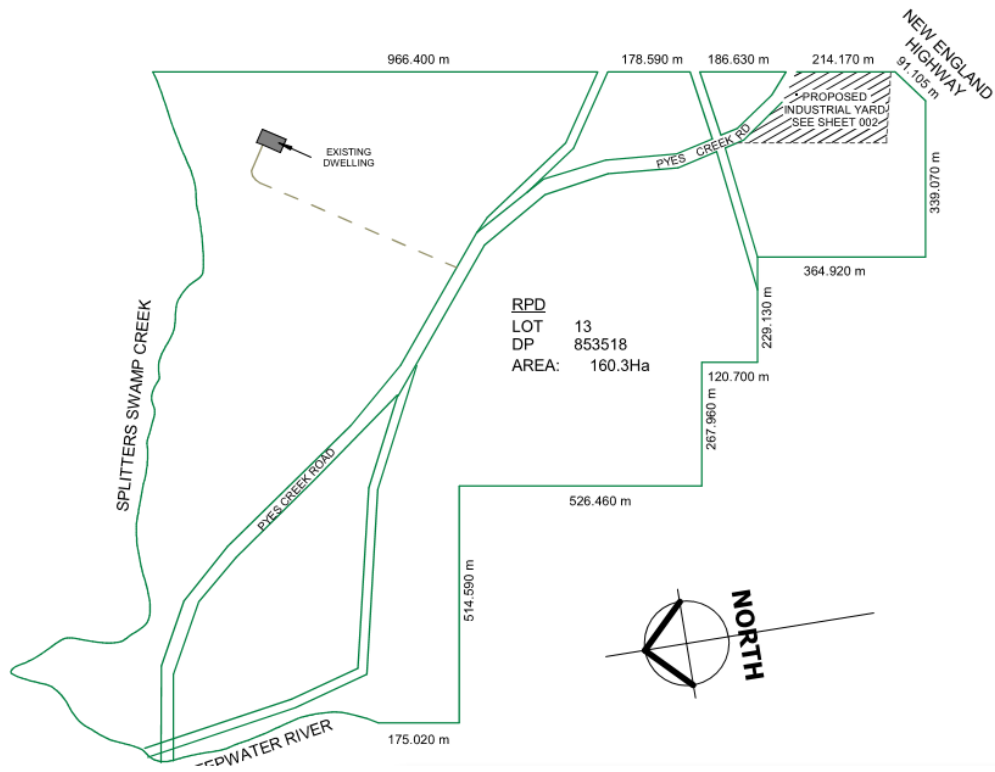 NEW ENGLAND
HIGHWAY
966.400 m
178.590 m
186.630 m
214.170 m
91.105 m
PROPOSED
INDUSTRIAL YARD
SEE SHEET 002
EXISTING
DWELLING
PYES CREEK RD
339.070 m
364.920 m
SPLITTERS SWAMP CREEK
RPD
LOT 13
DP 853518
AREA: 160.3Ha
229.130 m
120.700 m
267.960 m
PYES CREEK ROAD
526.460 m
514.590 m
NORTH
175.020 m
EPWATER RIVER